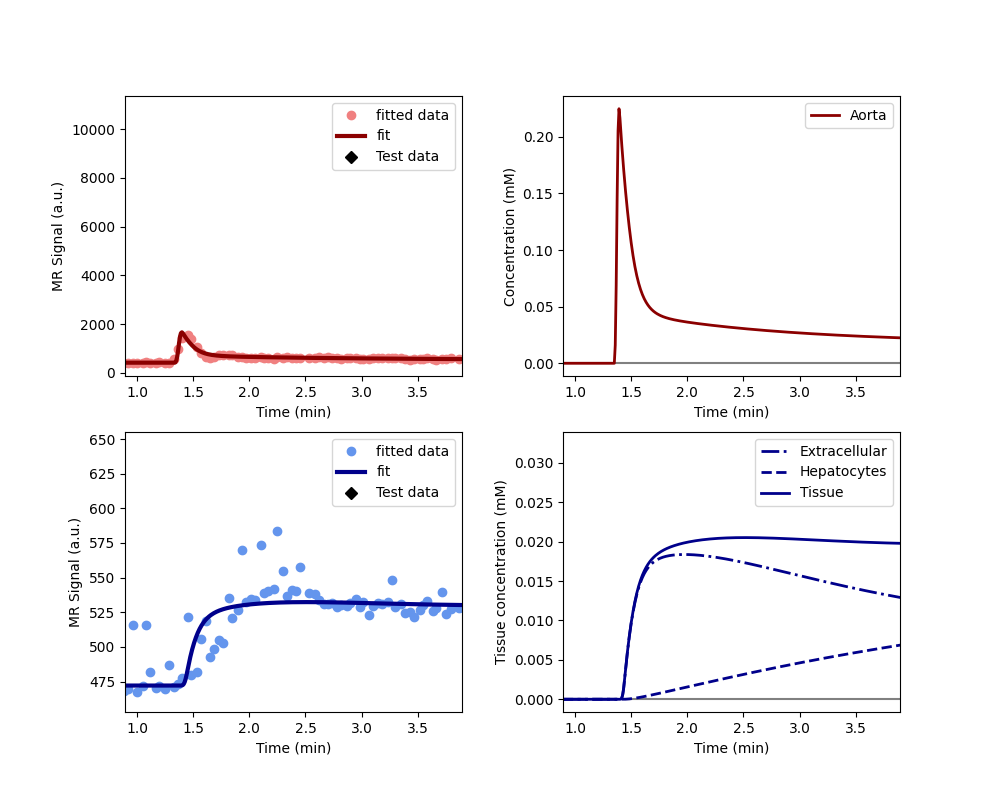 MR Signal (a.u.)
10000
8000
6000
4000
2000
0
1.0 1.5 2.0 2.5 3.0 3.5
Time (min)
fitted data
fit
Test data
Concentration (mM)
0.20
0.15
0.10
0.05
0.00
1.0 1.5 2.0 2.5 3.0 3.5
Time (min)
Aorta
MR Signal (a.u.)
650
625
600
575
550
525
500
475
1.0 1.5 2.0 2.5 3.0 3.5
Time (min)
fitted data
fit
Test data
Tissue concentration (mM)
0.030
0.025
0.020
0.015
0.010
0.005
0.000
1.0 1.5 2.0 2.5 3.0 3.5
Time (min)
Extracellular
Hepatocytes
Tissue